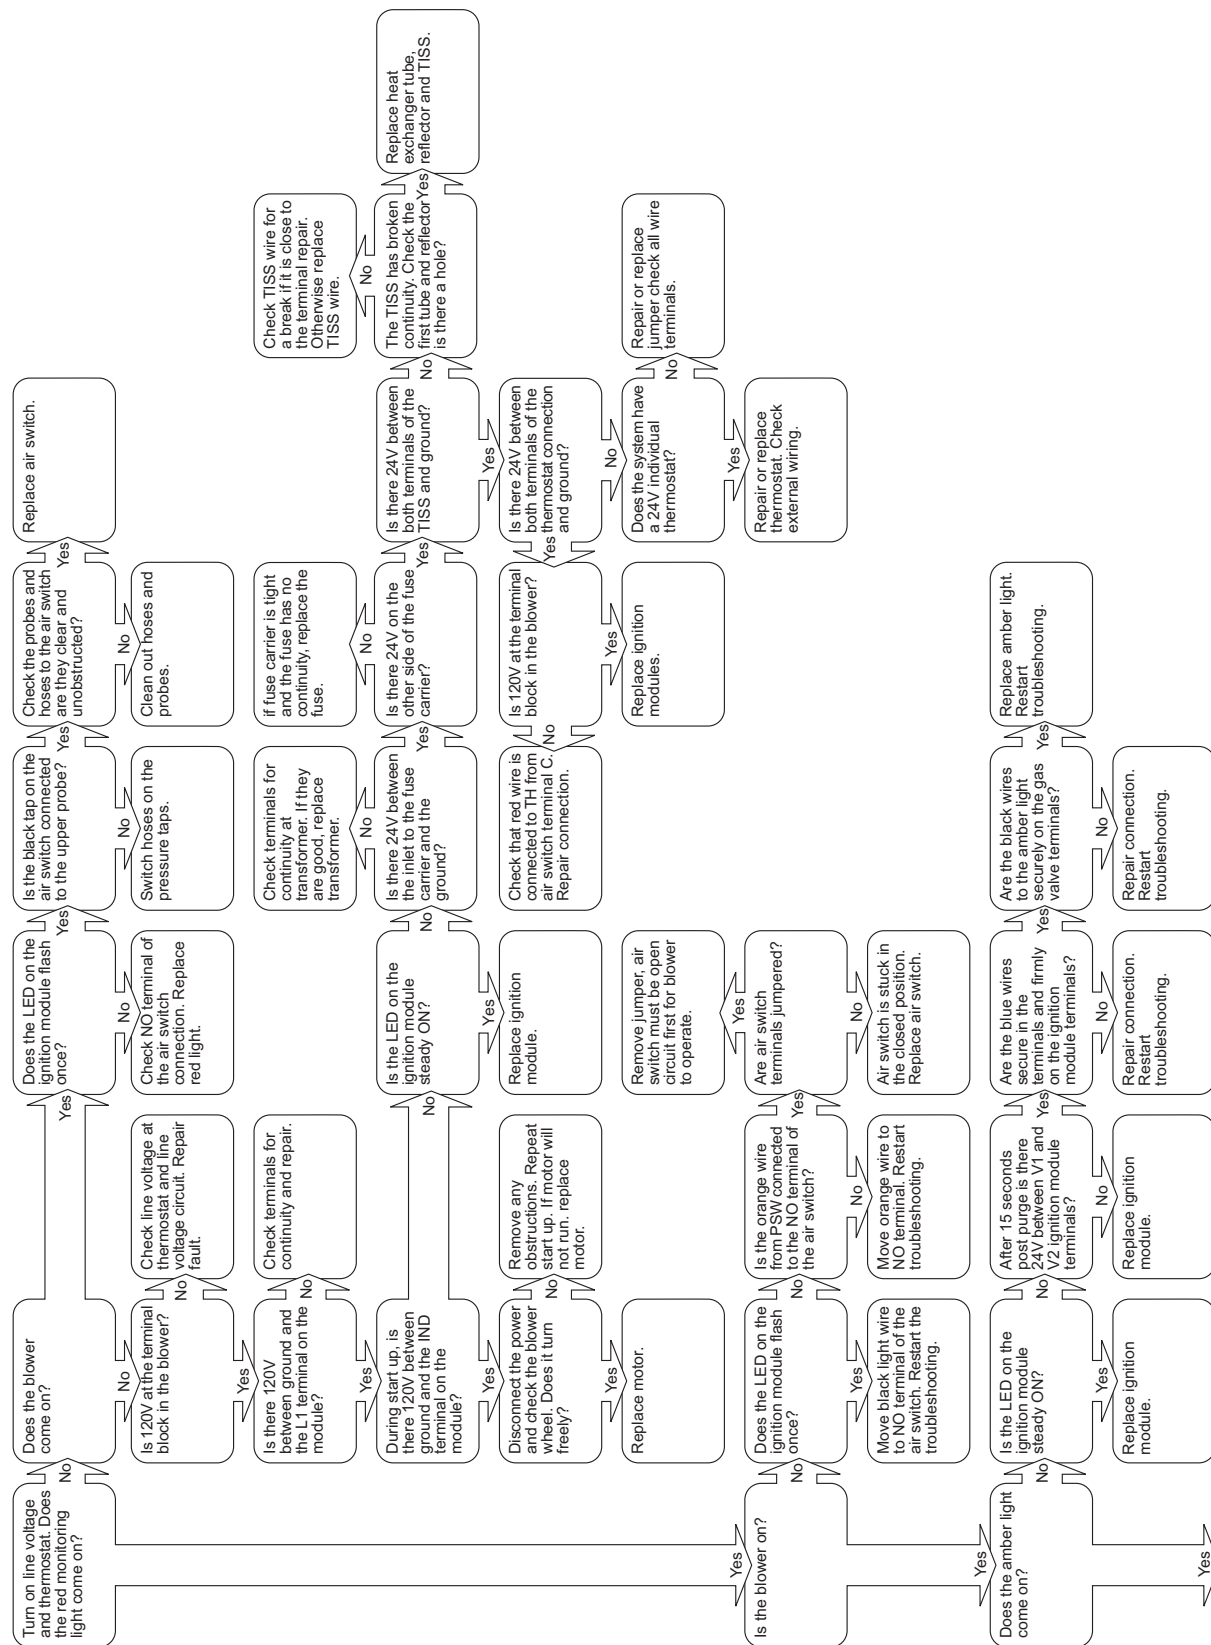 Turn on line voltage
and thermostat. Does
the red monitoring
light come on?
No
Does the blower
come on?
Yes
Does the LED on the
ignition module flash
once?
Yes
Is the black tap on the
air switch connected
to the upper probe?
Yes
Check the probes and
hoses to the air switch
are they clear and
unobstructed?
Yes
Replace air switch.
No
No
No
No
Is 120V at the terminal
block in the blower?
No
Check line voltage at
thermostat and line
voltage circuit. Repair
fault.
Check NO terminal of
the air switch
connection. Replace
red light.
Switch hoses on the
pressure taps.
Clean out hoses and
probes.
Yes
Is there 120V
between ground and
the L1 terminal on the
module?
No
Check terminals for
continuity and repair.
Check terminals for
continuity at
transformer. If they
are good, replace
transformer.
if fuse carrier is tight
and the fuse has no
continuity, replace the
fuse.
Check TISS wire for
a break if it is close to
the terminal repair.
Otherwise replace
TISS wire.
Yes
No
No
No
During start up, is
there 120V between
ground and the IND
terminal on the
module?
No
Is the LED on the
ignition module
steady ON?
No
Is there 24V between
the inlet to the fuse
carrier and the
ground?
Yes
Is there 24V on the
other side of the fuse
carrier?
Yes
Is there 24V between
both terminals of the
TISS and ground?
No
The TISS has broken
continuity. Check the
first tube and reflector
is there a hole?
Yes
Replace heat
exchanger tube,
reflector and TISS.
Yes
Yes
Yes
Disconnect the power
and check the blower
wheel. Does it turn
freely?
No
Remove any
obstructions. Repeat
start up. If motor will
not run. replace
motor.
Replace ignition
module.
Check that red wire is
connected to TH from
air switch terminal C.
Repair connection.
No
Is 120V at the terminal
block in the blower?
Yes
Is there 24V between
both terminals of the
thermostat connection
and ground?
Yes
Yes
No
Replace motor.
Remove jumper, air
switch must be open
circuit first for blower
to operate.
Replace ignition
modules.
Does the system have
a 24V individual
thermostat?
No
Repair or replace
jumper check all wire
terminals.
Yes
Yes
Yes
Is the blower on?
No
Does the LED on the
ignition module flash
once?
No
Is the orange wire
from PSW connected
to the NO terminal of
the air switch?
Yes
Are air switch
terminals jumpered?
Repair or replace
thermostat. Check
external wiring.
Yes
No
No
Move black light wire
to NO terminal of the
air switch. Restart the
troubleshooting.
Move orange wire to
NO terminal. Restart
troubleshooting.
Air switch is stuck in
the closed position.
Replace air switch.
Yes
Does the amber light
come on?
No
Is the LED on the
ignition module
steady ON?
No
After 15 seconds
post purge is there
24V between V1 and
V2 ignition module
terminals?
Yes
Are the blue wires
secure in the
terminals and firmly
on the ignition
module terminals?
Yes
Are the black wires
to the amber light
securely on the gas
valve terminals?
Yes
Replace amber light.
Restart
troubleshooting.
Yes
No
No
No
Replace ignition
module.
Replace ignition
module.
Repair connection.
Restart
troubleshooting.
Repair connection.
Restart
troubleshooting.
Yes